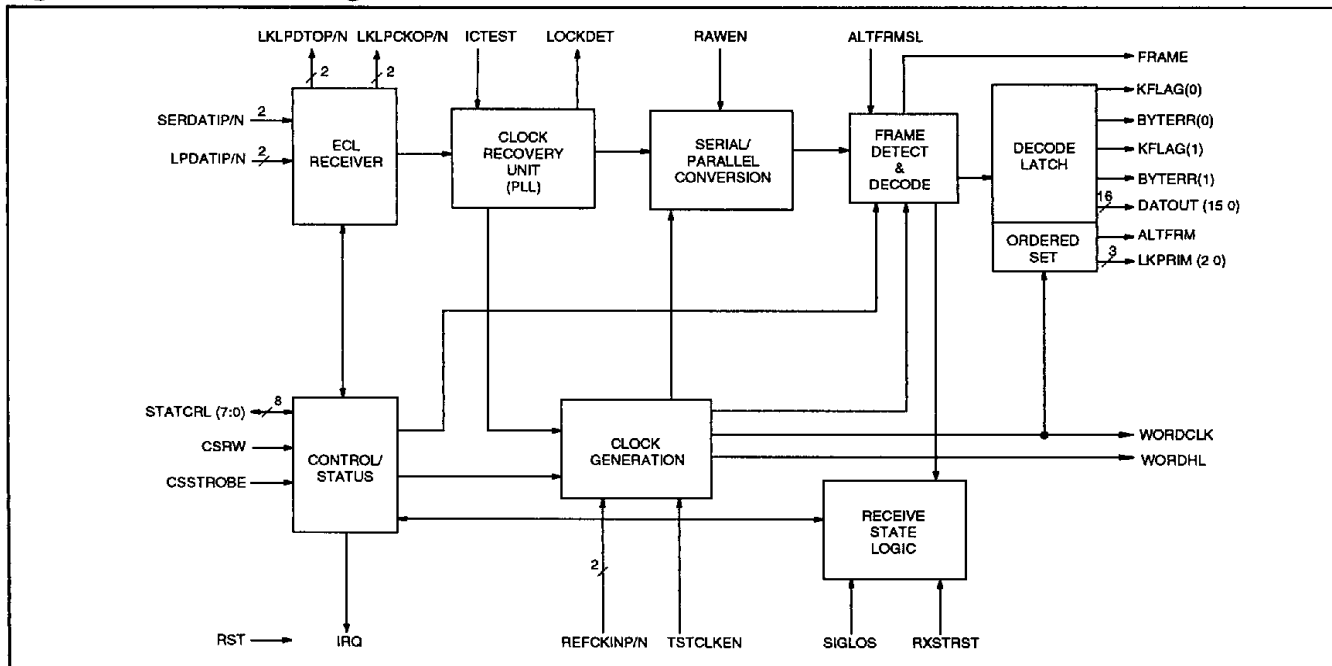 LKLPDTOP/N LKLPCKOP/N ICTEST LOCKDET RAWEN ALTFRMSL
FRAME
2 2
KFLAG(0)
SERDATIP/N 2
BYTERR(0)
LPDATIP/N 2
KFLAG(1)
BYTERR(1)
16
DATOUT (15 0)
ALTFRM
3
LKPRIM (2 0)
ECL
RECEIVER
CLOCK
RECOVERY
UNIT
(PLL)
SERIAL/
PARALLEL
CONVERSION
FRAME
DETECT
&
DECODE
DECODE
LATCH
ORDERED
SET
STATCRL (7:0) 8
CSRW
CSSTROBE
CONTROL/
STATUS
CLOCK
GENERATION
WORDCLK
WORDHL
RECEIVE
STATE
LOGIC
2
RST IRQ REFCKINP/N TSTCLKEN SIGLOS RXSTRST